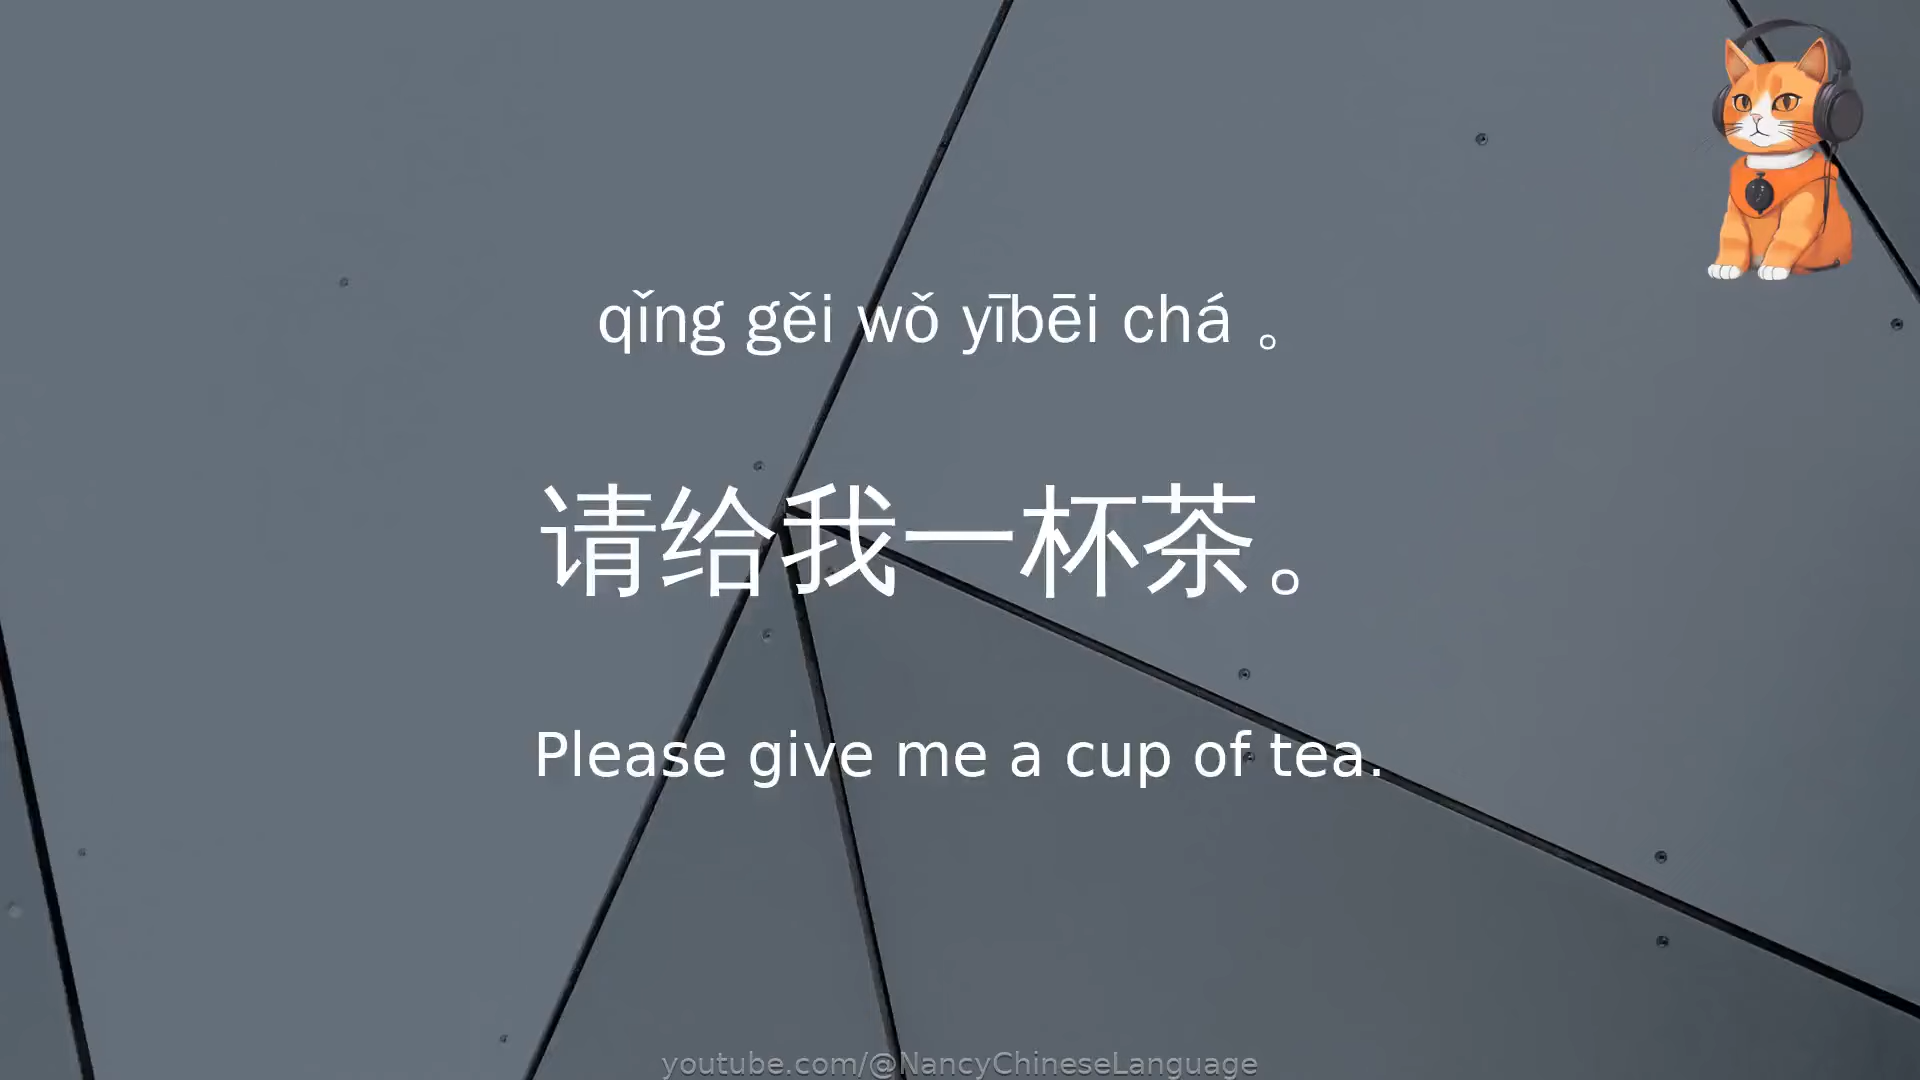 qǐng gěi wǒ yībēi chá 。
请给我一杯茶。
Please give me a cup of tea.
youtube.com/@NancyChineseLanguage